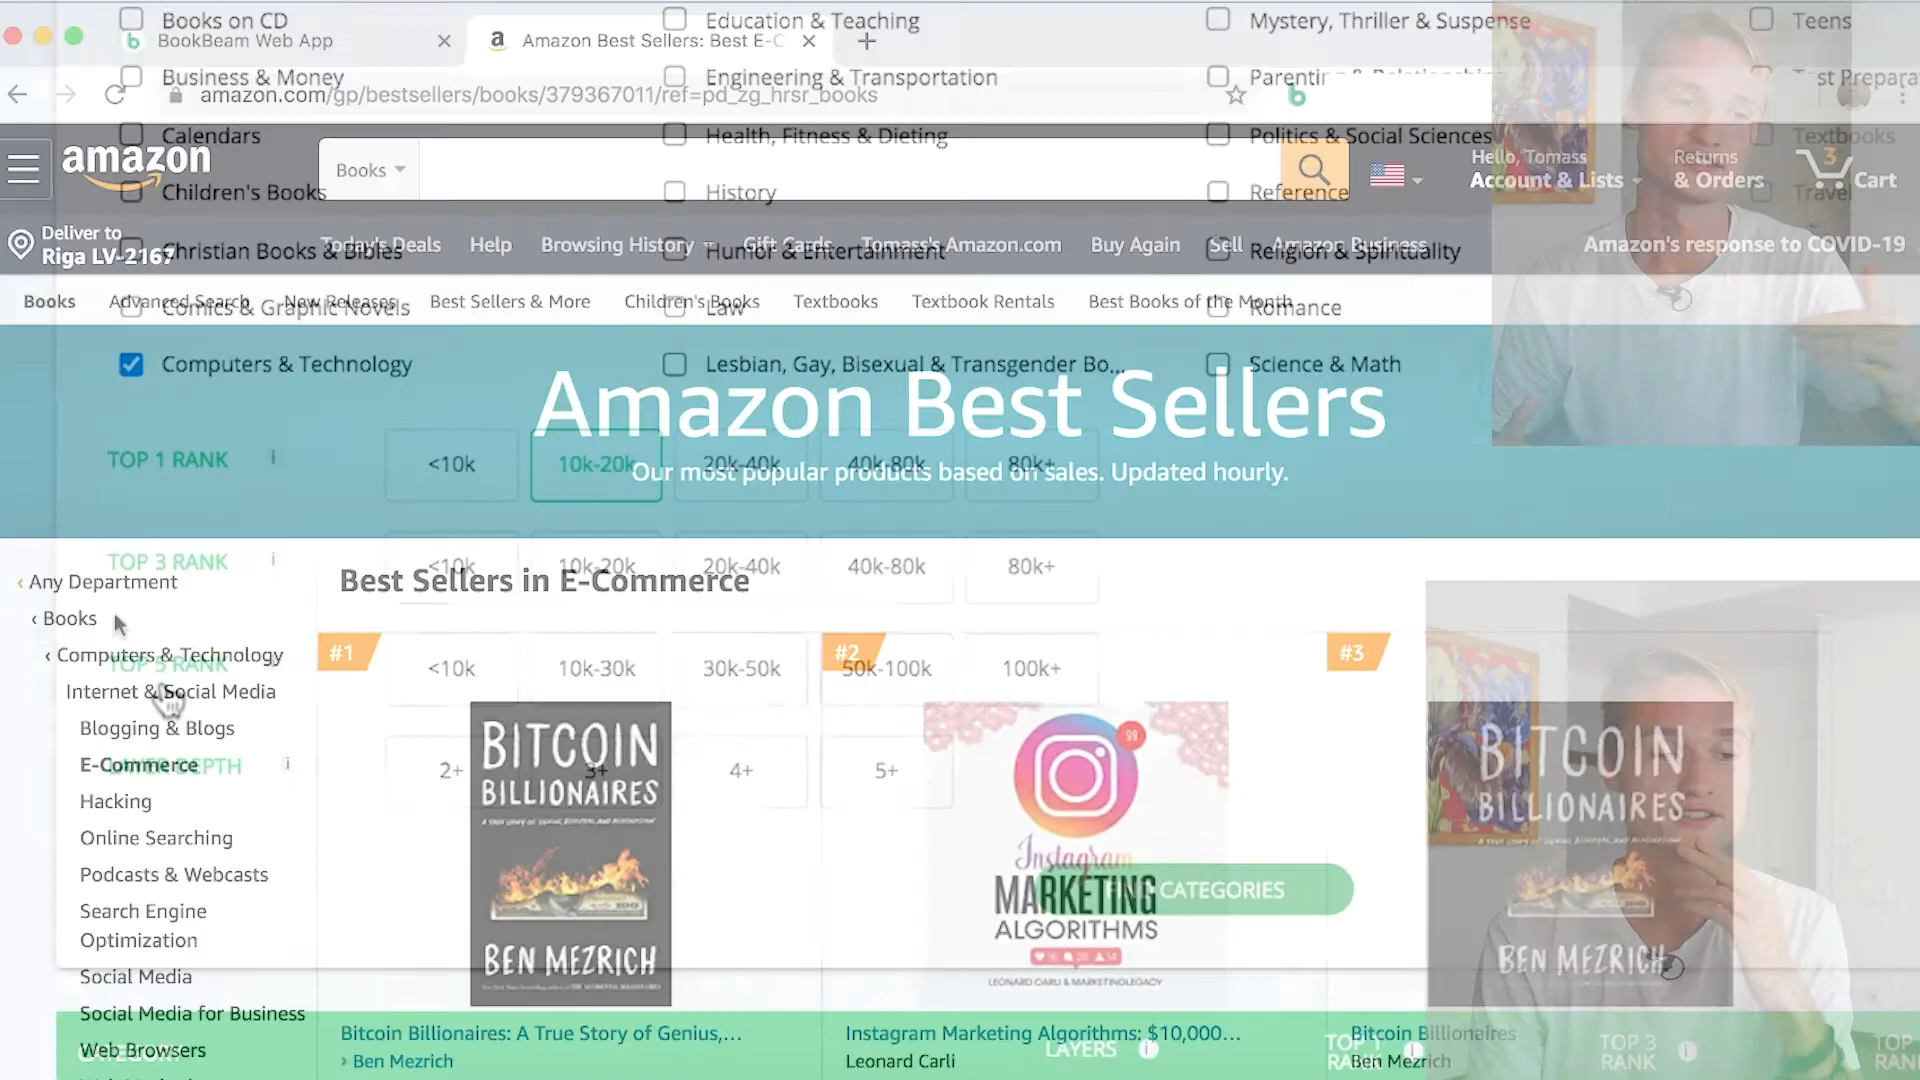 Books on CD
Education & Teaching
Mystery, Thriller & Suspense
Teens
BookBeam Web App
Amazon Best Sellers: Best E-C
Business & Money
Engineering & Transportation
amazon.com/gp/bestsellers/books/379367011/ref=pd_zg_hrsr_books
Calendars
Health, Fitness & Dieting
Politics & Social Sciences
Textbooks
amazon
Books
Hello, Tomass
Account & Lists
Returns
& Orders
3
Cart
Children's Books
History
Reference
Travel
Deliver to
Riga LV-2167
Christian Books & Bibles
Today's Deals
Help
Browsing History
Gift Cards
Tomass's Amazon.com
Buy Again
Sell
Amazon Business
Humor & Entertainment
Religion & Spirituality
Amazon's response to COVID-19
Books
Advanced Search
New Releases
Best Sellers & More
Children's Books
Textbooks
Textbook Rentals
Best Books of the Month
Comics & Graphic Novels
Law
Romance
Computers & Technology
Lesbian, Gay, Bisexual & Transgender Bo...
Science & Math
Amazon Best Sellers
Our most popular products based on sales. Updated hourly.
TOP 1 RANK
<10k
10k-20k
20k-40k
40k-80k
80k+
TOP 3 RANK
<10k
10k-20k
20k-40k
40k-80k
80k+
Any Department
Best Sellers in E-Commerce
Books
Computers & Technology
TOP 5 RANK
<10k
10k-30k
30k-50k
50k-100k
100k+
#1
#2
#3
Internet & Social Media
Blogging & Blogs
E-Commerce
LAYER DEPTH
2+
3+
4+
5+
Hacking
Online Searching
Podcasts & Webcasts
Search Engine
Optimization
Social Media
Social Media for Business
Web Browsers
BITCOIN
BILLIONAIRES
BEN MEZRICH
99
Instagram
MARKETING
ALGORITHMS
LEONARD CARLI & MARKETINGLEGACY
CATEGORIES
BITCOIN
BILLIONAIRES
BEN MEZRICH
Bitcoin Billionaires: A True Story of Genius,...
Ben Mezrich
Instagram Marketing Algorithms: $10,000...
Leonard Carli
Bitcoin Billionaires
Ben Mezrich
CATEGORY
LAYERS
TOP 1
RANK
TOP 3
RANK
TOP